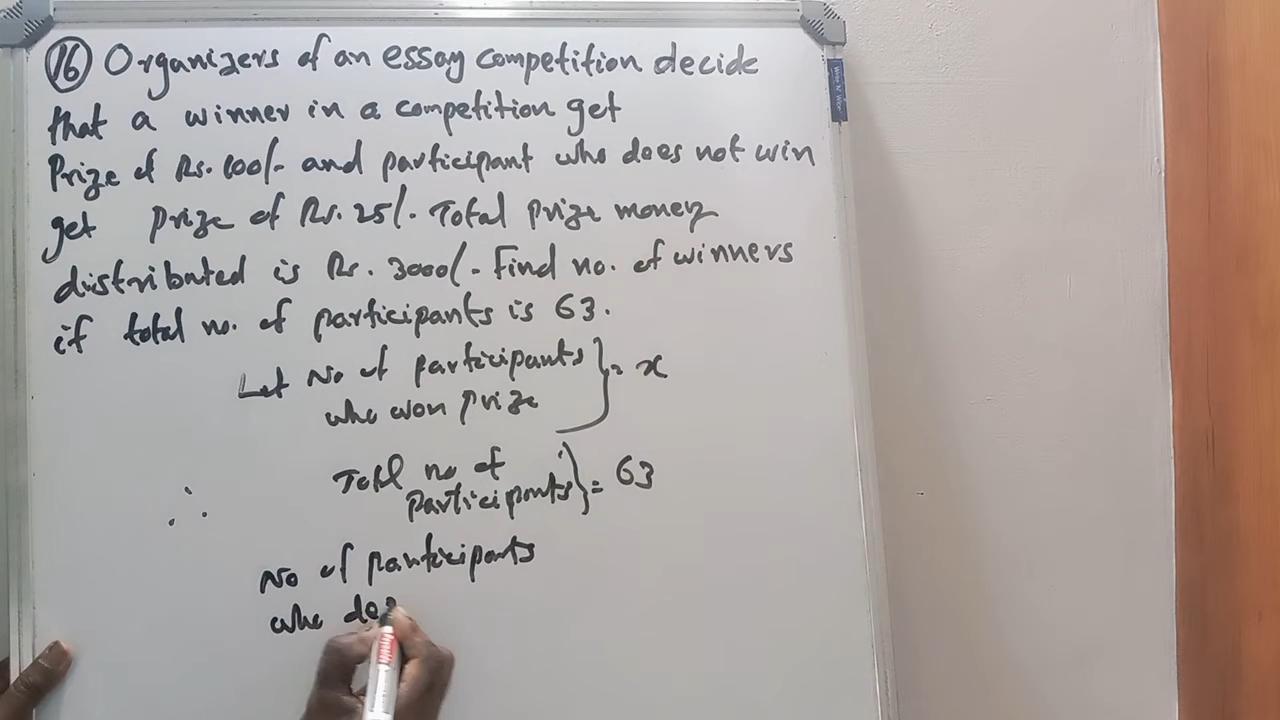 16 Organizers of an essay competition decide
that a winner in a competition get
Prize of Rs. 100/- and participant who does not win
get Prize of Rs. 25/. Total prize money
distributed is Rs. 3000/-. Find no. of winners
if total no. of participants is 63.
Let No of participants
who won prize } = x
∴ Total no of
participants } = 63
No of participants
who does